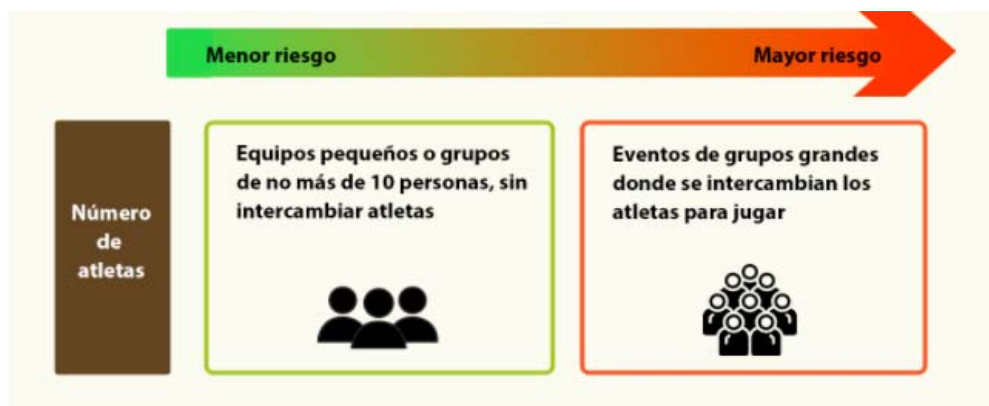 Menor riesgo
Mayor riesgo
Número
de
atletas
Equipos pequeños o grupos
de no más de 10 personas, sin
intercambiar atletas
Eventos de grupos grandes
donde se intercambian los
atletas para jugar